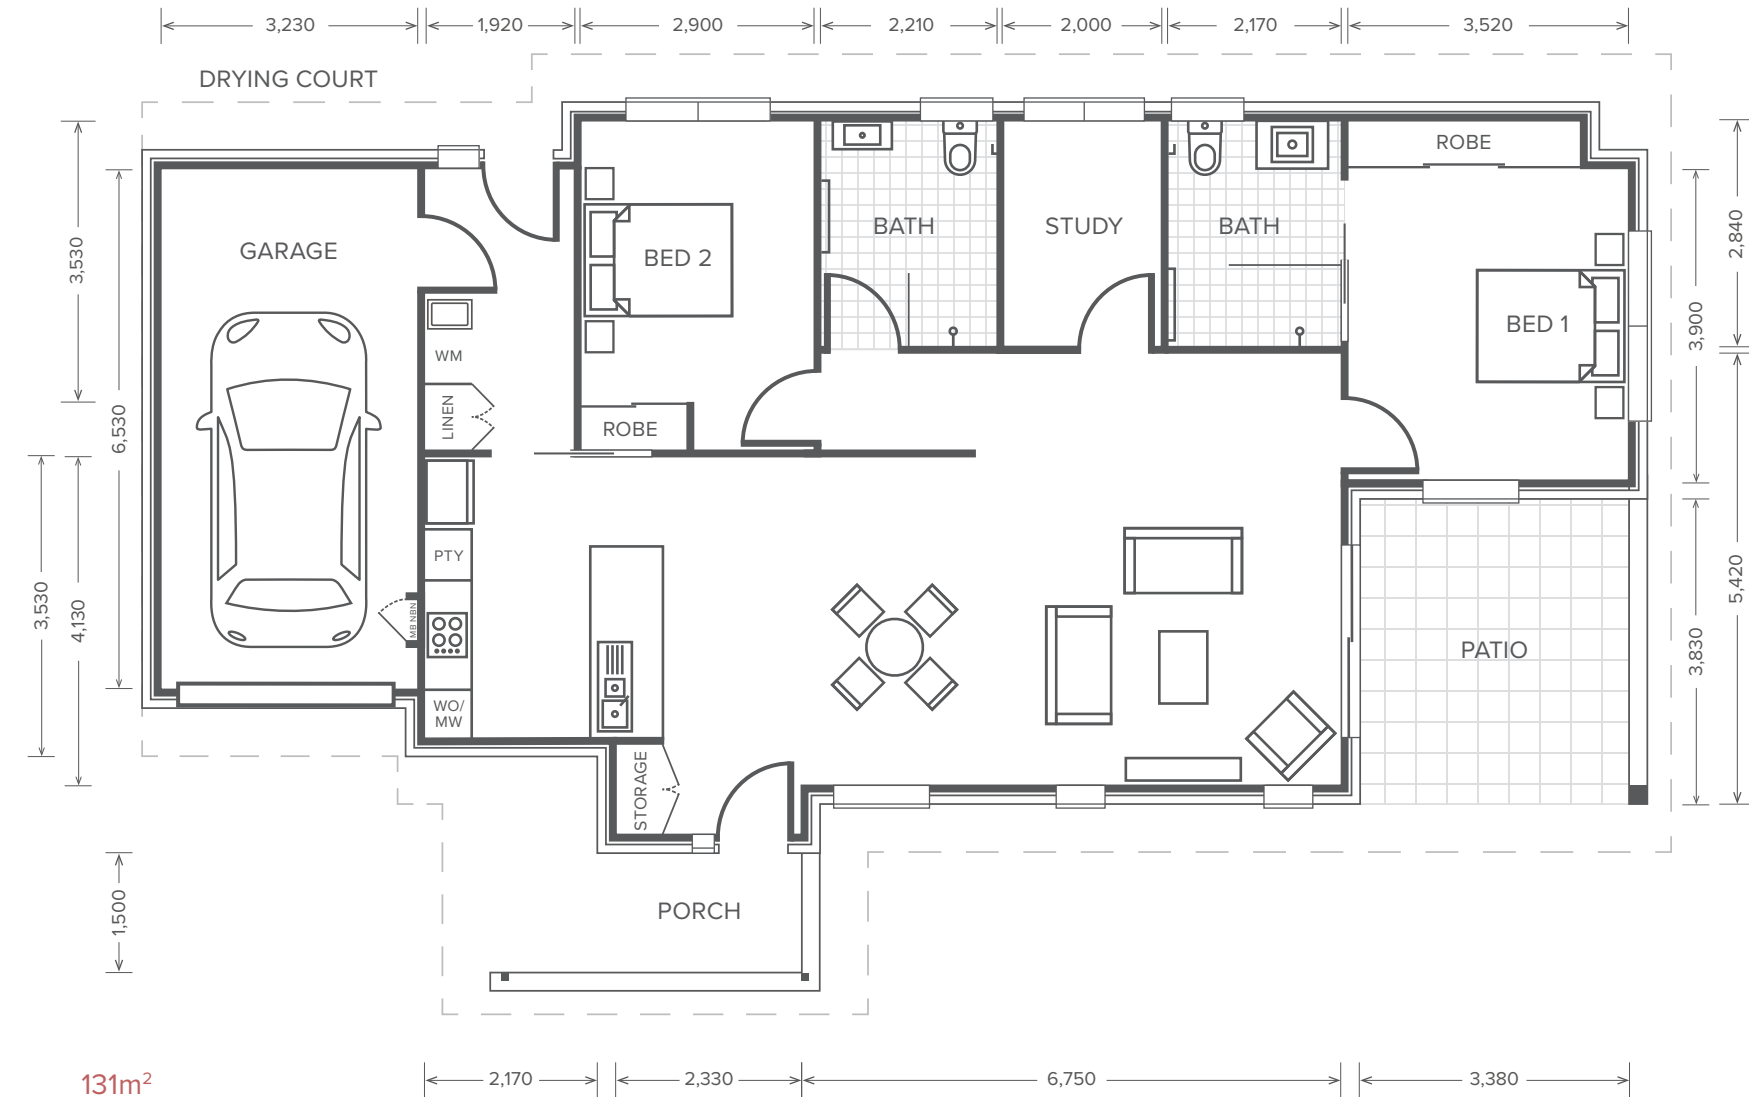 3,230
1,920
2,900
2,210
2,000
2,170
3,520
DRYING COURT
ROBE
GARAGE
BED 2
BATH
STUDY
BATH
BED 1
WM
LINEN
ROBE
PTY
MB NBN
WO/
MW
STORAGE
PATIO
PORCH
3,530
6,530
3,530
4,130
1,500
2,840
3,900
5,420
3,830
131m²
2,170
2,330
6,750
3,380